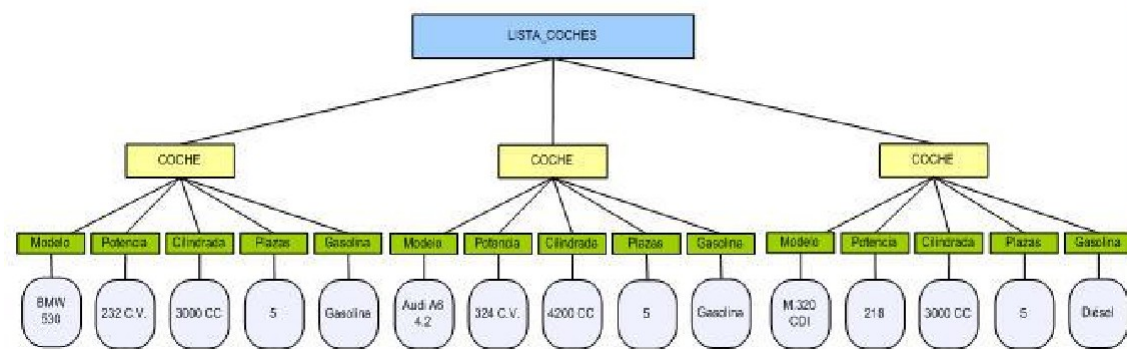 LISTA_COCHES
COCHE COCHE COCHE
Modelo Potencia Cilindrada Plazas Gasolina Modelo Potencia Cilindrada Plazas Gasolina Modelo Potencia Cilindrada Plazas Gasolina
BMW
530
232 C.V.
3000 CC
5
Gasolina
Audi A6
4.2
324 C.V.
4200 CC
5
Gasolina
M.320
CDI
218
3000 CC
5
Diésel